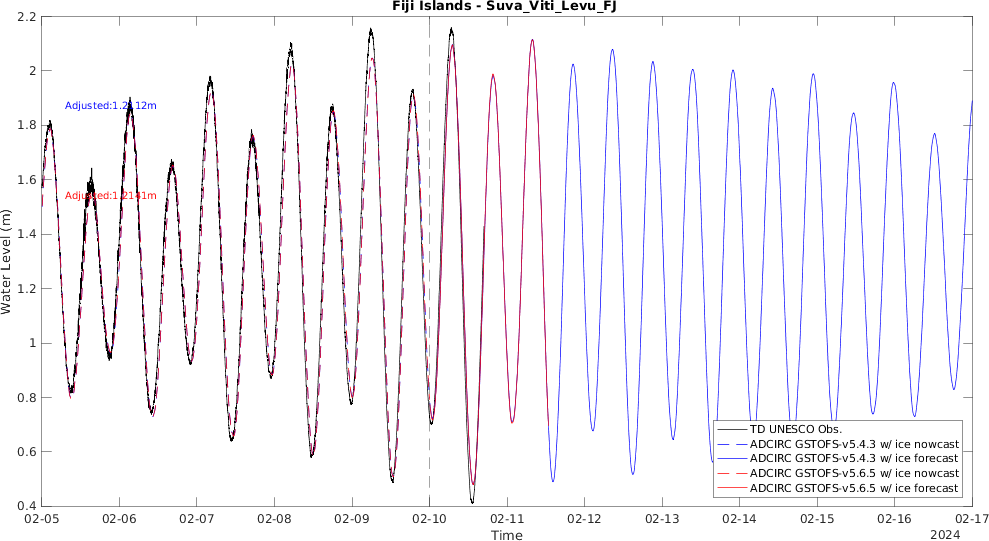 Fiji Islands - Suva_Viti_Levu_FJ
2.2
2
1.8
1.6
1.4
1.2
1
0.8
0.6
0.4
Water Level (m)
Adjusted:1.2112m
Adjusted:1.2141m
TD UNESCO Obs.
ADCIRC GSTOFS-v5.4.3 w/ ice nowcast
ADCIRC GSTOFS-v5.4.3 w/ ice forecast
ADCIRC GSTOFS-v5.6.5 w/ ice nowcast
ADCIRC GSTOFS-v5.6.5 w/ ice forecast
02-05 02-06 02-07 02-08 02-09 02-10 02-11 02-12 02-13 02-14 02-15 02-16 02-17
Time
2024